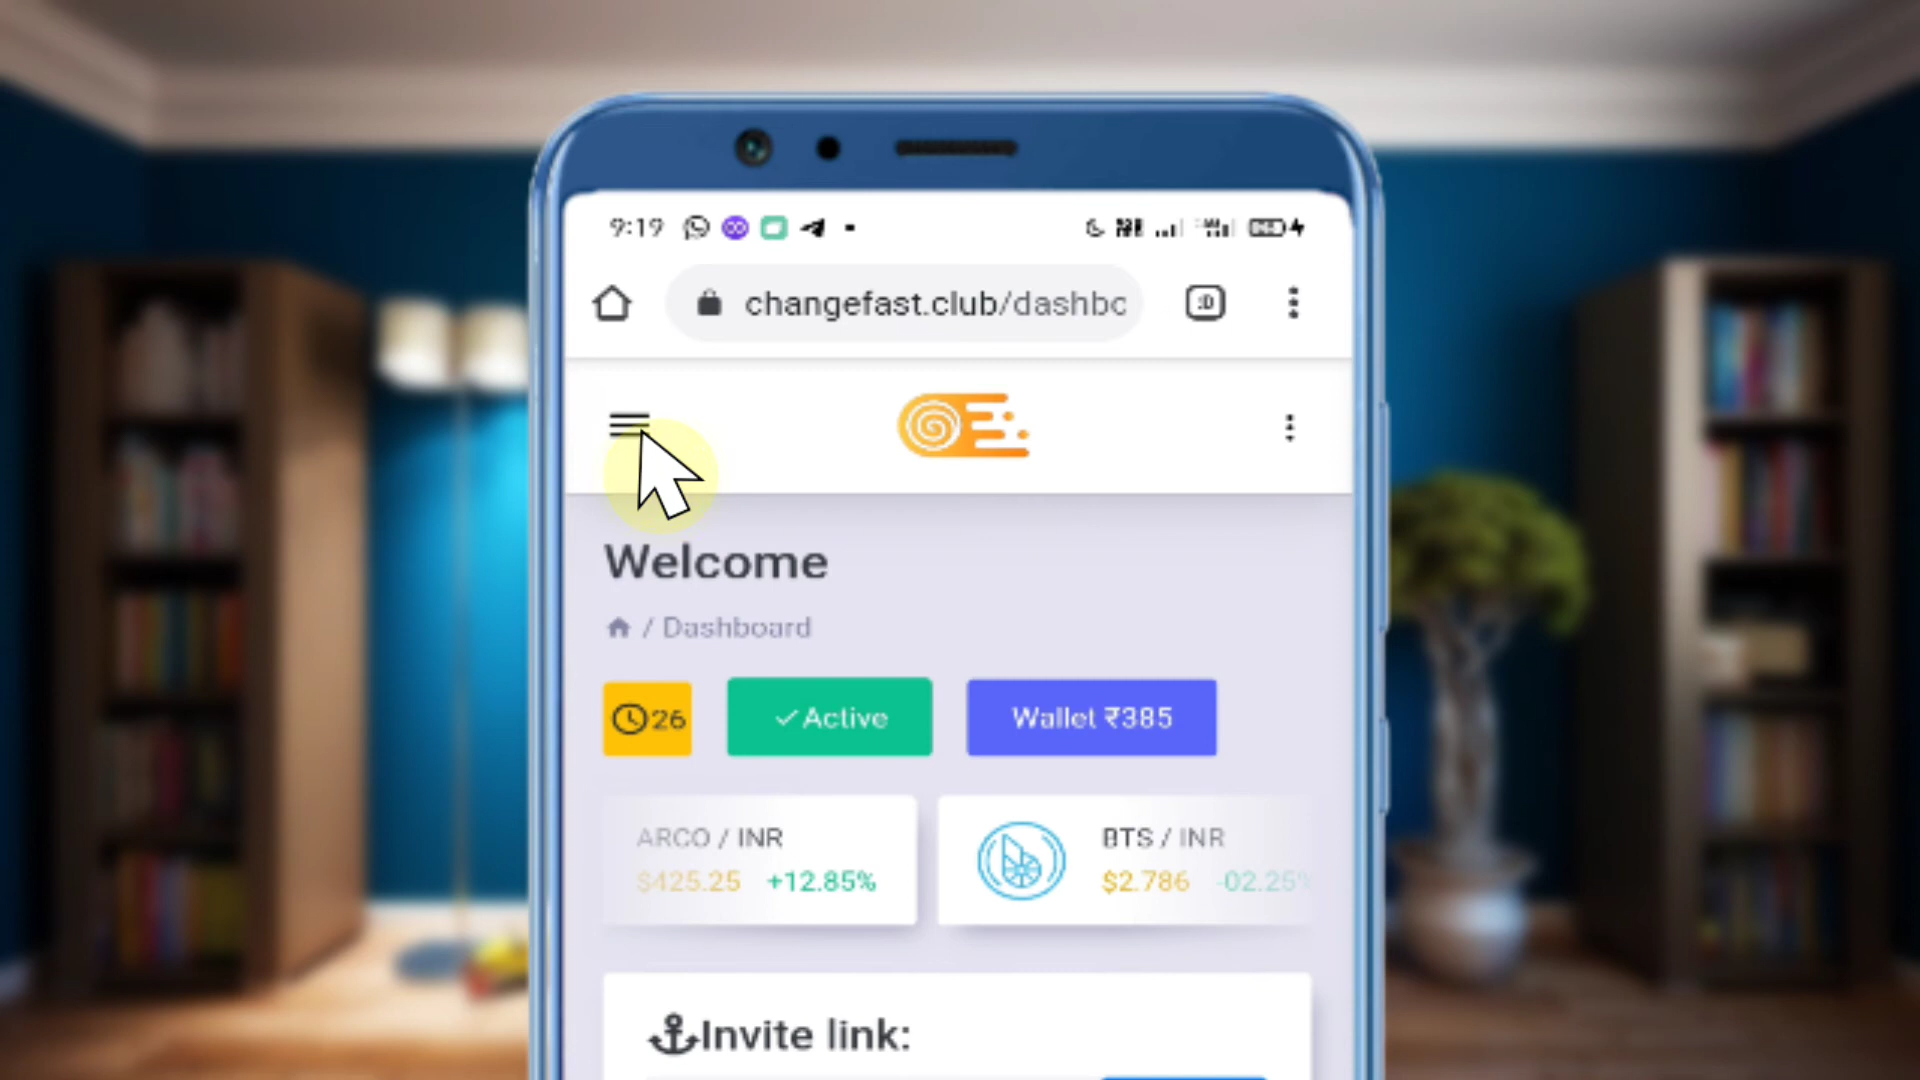 9:19
changefast.club/dashbc
:D
Welcome
/ Dashboard
26
✓Active
Wallet ₹385
ARCO / INR
$425.25 +12.85%
BTS / INR
$2.786 -02.25%
Invite link: